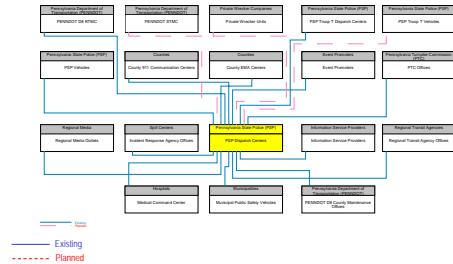 Pennsylvania Department of
Transportation (PENNDOT)
PENNDOT D8 RTMC
Pennsylvania Department of
Transportation (PENNDOT)
PENNDOT STMC
Private Wrecker Companies
Private Wrecker Units
Pennsylvania State Police (PSP)
PSP Troop T Dispatch Centers
Pennsylvania State Police (PSP)
PSP Troop T Vehicles
Pennsylvania State Police (PSP)
PSP Vehicles
Counties
County 911 Communication Centers
Counties
County EMA Centers
Event Promoters
Event Promoters
Pennsylvania Turnpike Commission
(PTC)
PTC Offices
Regional Media
Regional Media Outlets
Spill Centers
Incident Response Agency Offices
Pennsylvania State Police (PSP)
PSP Dispatch Centers
Information Service Providers
Information Service Providers
Regional Transit Agencies
Regional Transit Agency Offices
Hospitals
Medical Command Center
Municipalities
Municipal Public Safety Vehicles
Pennsylvania Department of
Transportation (PENNDOT)
PENNDOT D8 County Maintenance
Offices
Existing
Planned
Existing
Planned